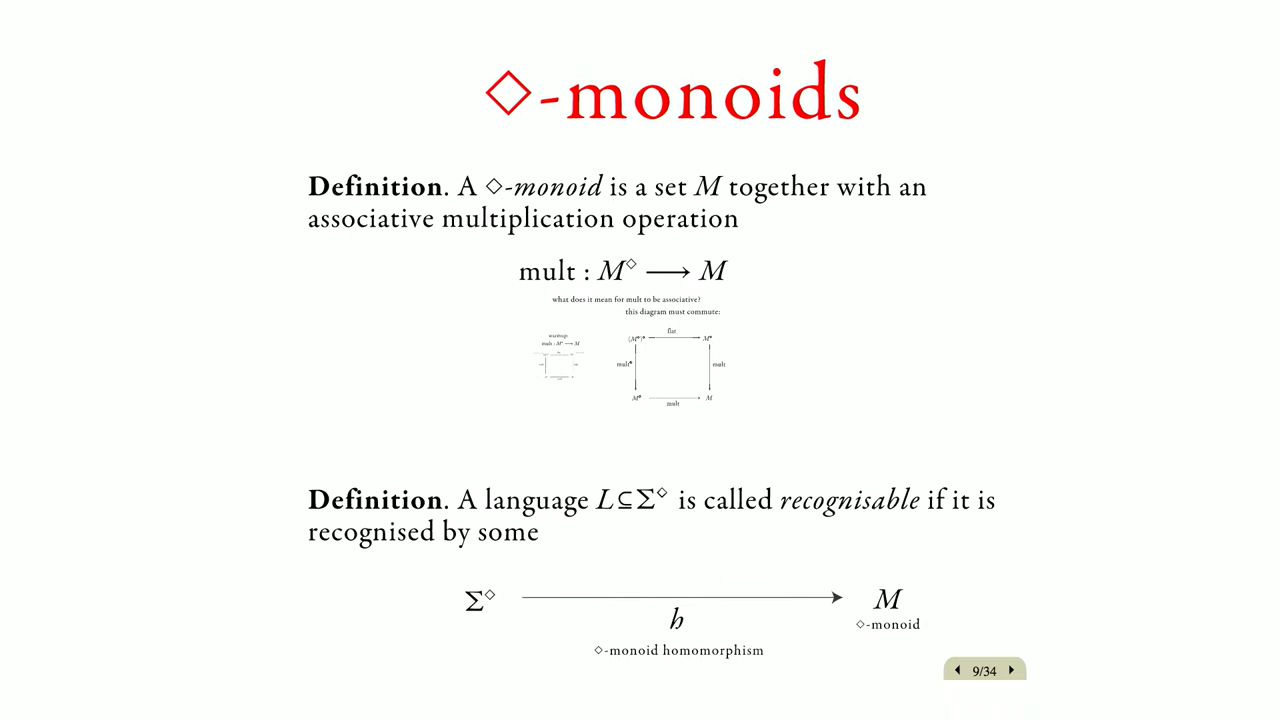 ◇-monoids
Definition. A ◇-monoid is a set M together with an
associative multiplication operation
mult : M◇ ⟶ M
what does it mean for mult to be associative?
this diagram must commute:
warmup:
mult : M* ⟶ M
flat
(M◇)◇ M◇
mult◇ mult
M◇ M
mult
Definition. A language L⊆Σ◇ is called recognisable if it is
recognised by some
Σ◇ M
h
◇-monoid
◇-monoid homomorphism
9/34